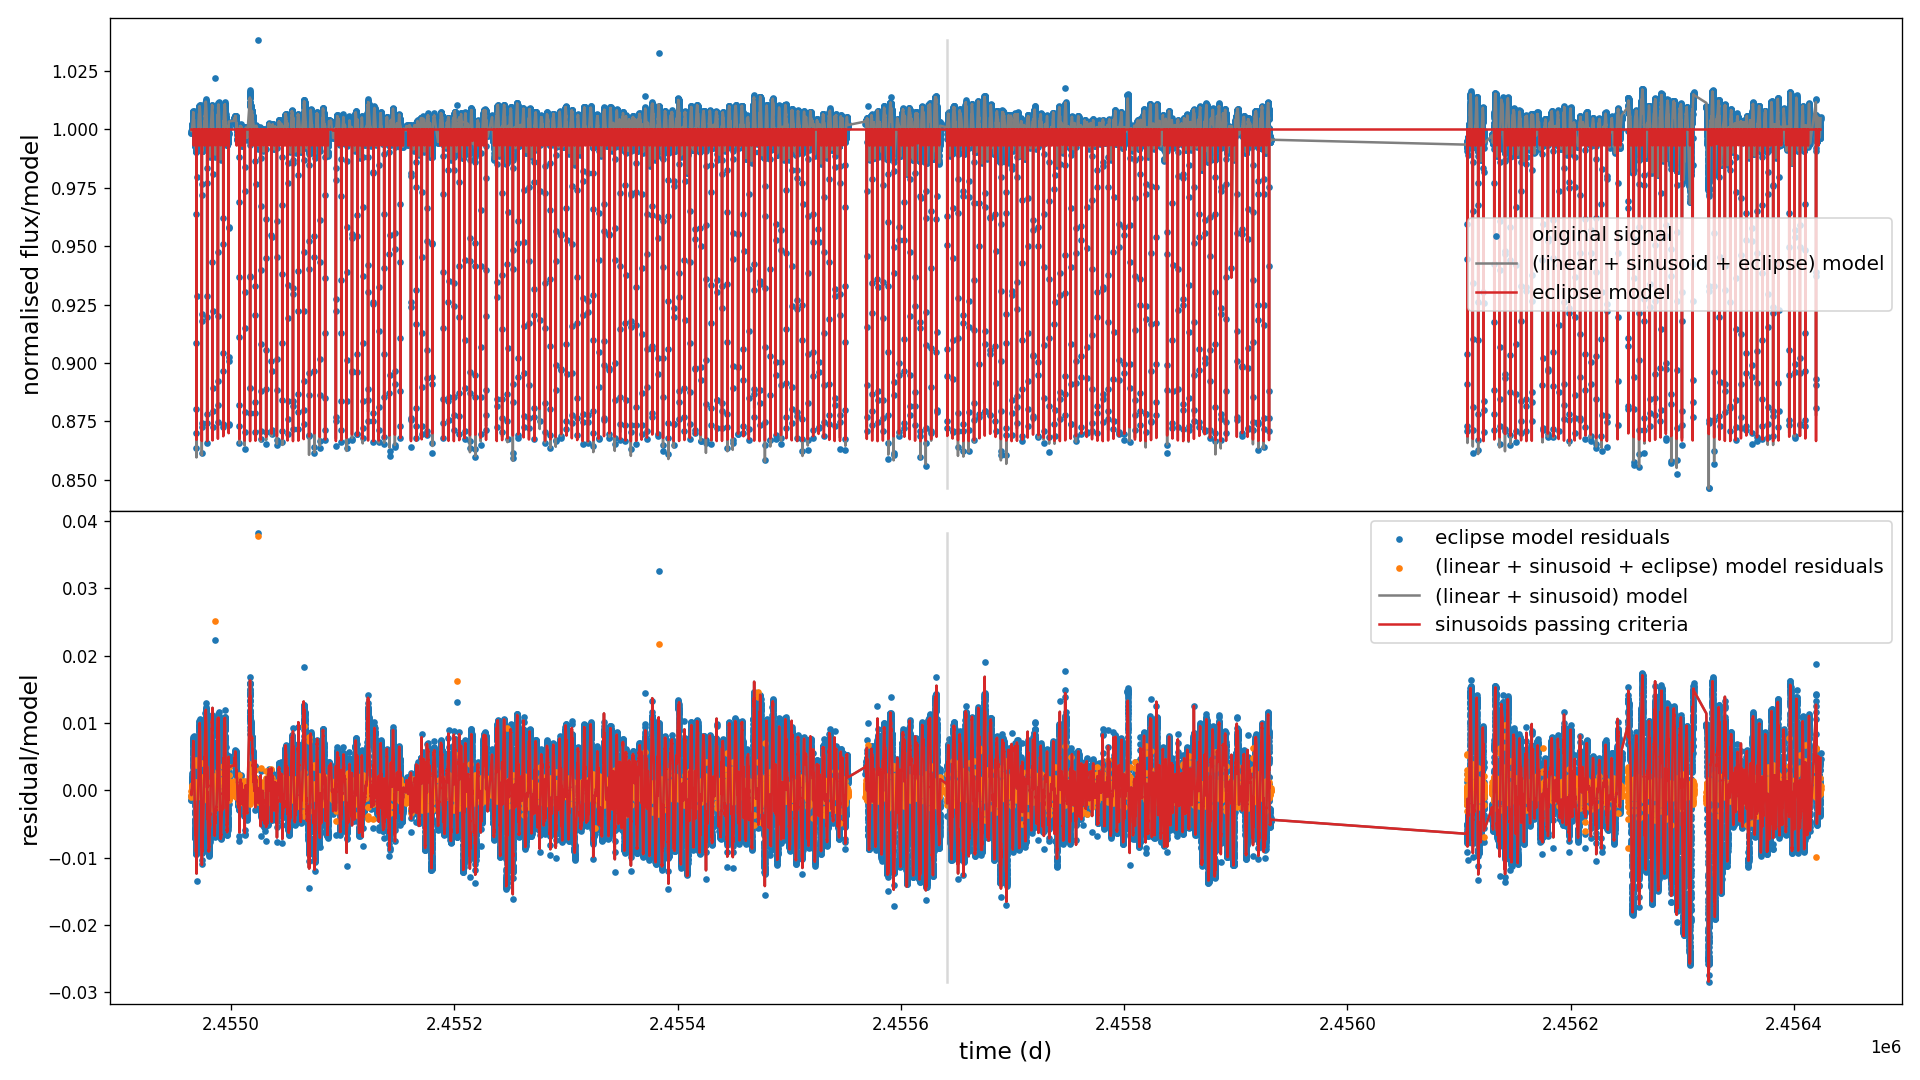 normalised flux/model
1.025
1.000
0.975
0.950
0.925
0.900
0.875
0.850
original signal
(linear + sinusoid + eclipse) model
eclipse model
residual/model
0.04
0.03
0.02
0.01
0.00
−0.01
−0.02
−0.03
eclipse model residuals
(linear + sinusoid + eclipse) model residuals
(linear + sinusoid) model
sinusoids passing criteria
2.4550
2.4552
2.4554
2.4556
2.4558
2.4560
2.4562
2.4564
1e6
time (d)